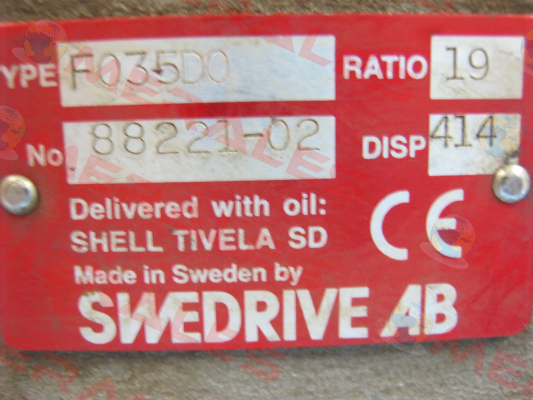 TYPE F035D0 RATIO 19
No 88221-02 DISP 414
Delivered with oil:
SHELL TIVELA SD
CE
Made in Sweden by
SWEDRIVE AB